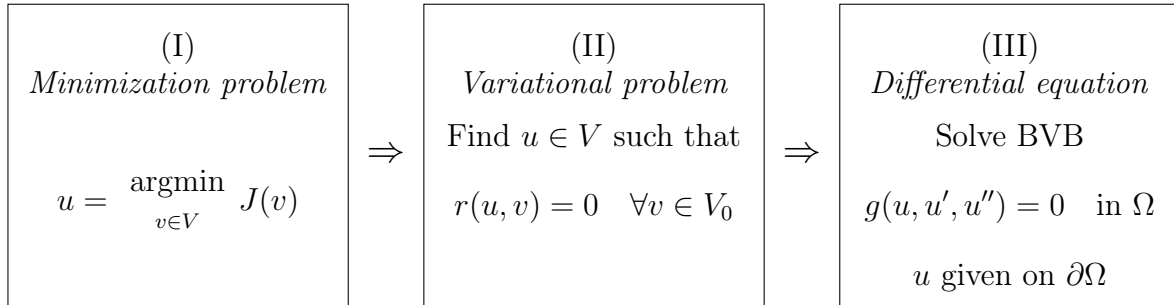 (I)
Minimization problem
u = argmin J(v)
v∈V
⇒
(II)
Variational problem
Find u ∈ V such that
r(u, v) = 0 ∀v ∈ V₀
⇒
(III)
Differential equation
Solve BVB
g(u, u′, u′′) = 0 in Ω
u given on ∂Ω